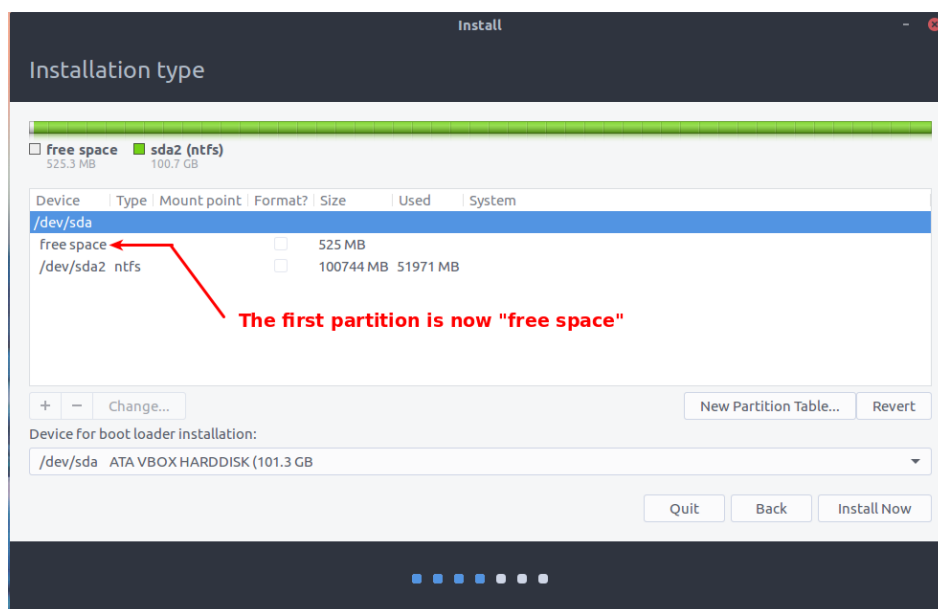 Install
Installation type
free space sda2 (ntfs)
525.3 MB 100.7 GB
Device Type Mount point Format? Size Used System
/dev/sda
free space 525 MB
/dev/sda2 ntfs 100744 MB 51971 MB
The first partition is now "free space"
+ − Change... New Partition Table... Revert
Device for boot loader installation:
/dev/sda ATA VBOX HARDDISK (101.3 GB
Quit Back Install Now